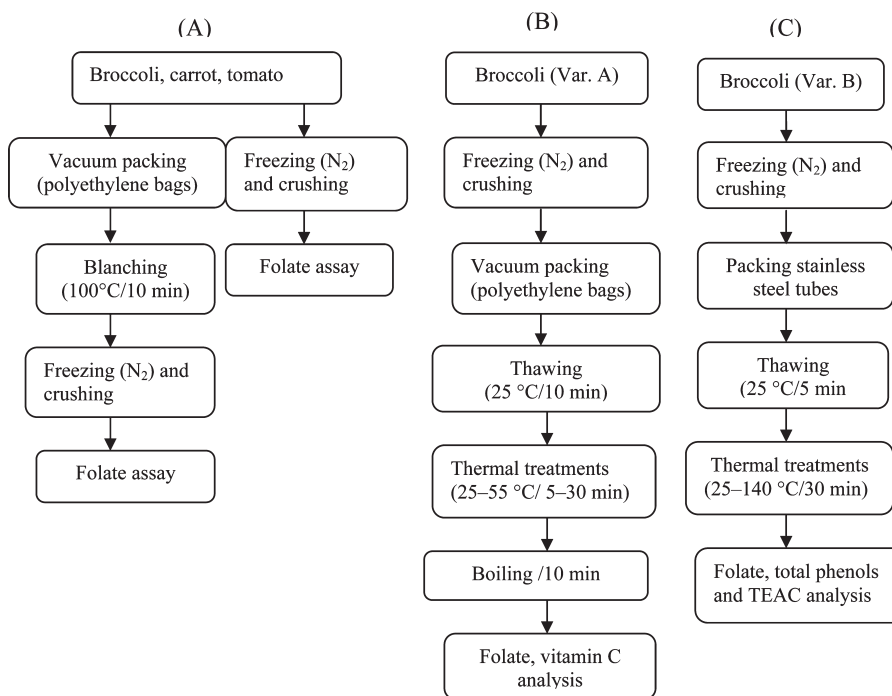 (A)
Broccoli, carrot, tomato
Vacuum packing
(polyethylene bags)
Freezing (N₂)
and crushing
Blanching
(100°C/10 min)
Folate assay
Freezing (N₂) and
crushing
Folate assay
(B)
Broccoli (Var. A)
Freezing (N₂) and
crushing
Vacuum packing
(polyethylene bags)
Thawing
(25 °C/10 min)
Thermal treatments
(25–55 °C/ 5–30 min)
Boiling /10 min
Folate, vitamin C
analysis
(C)
Broccoli (Var. B)
Freezing (N₂) and
crushing
Packing stainless
steel tubes
Thawing
(25 °C/5 min
Thermal treatments
(25–140 °C/30 min)
Folate, total phenols
and TEAC analysis